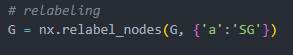 # relabeling
G = nx.relabel_nodes(G, {'a':'SG'})